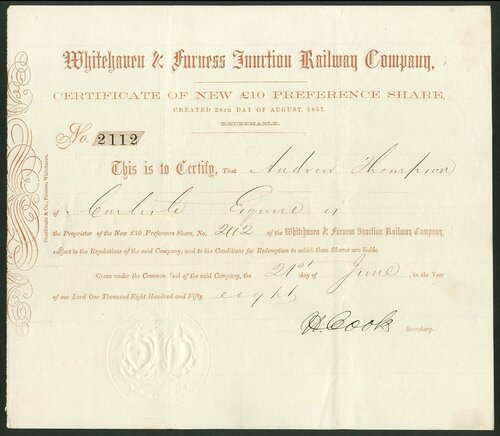 Whitehaven & Furness Junction Railway Company,
CERTIFICATE OF NEW £10 PREFERENCE SHARE,
CREATED 28TH DAY OF AUGUST, 1857.
REDEEMABLE.
No. 2112
This is to Certify, That Andrew Thompson
of Carlisle Esquire is
the Proprietor of the New £10 Preference Share, No. 2112 of the Whitehaven & Furness Junction Railway Company,
subject to the Regulations of the said Company, and to the Conditions for Redemption to which these Shares are liable.
Given under the Common Seal of the said Company, the 21st day of June, in the Year
of our Lord One Thousand Eight Hundred and Fifty eight
H. Cook Secretary.
& Co., Printers, Whitehaven.